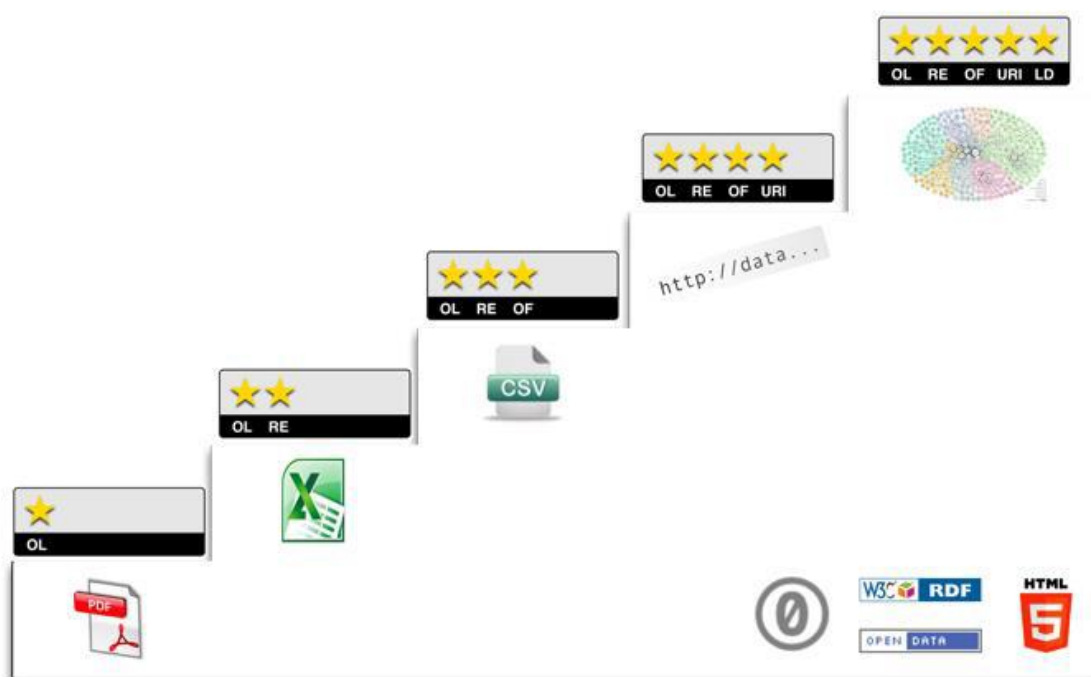 OL RE OF URI LD
OL RE OF URI
http://data...
OL RE OF
CSV
OL RE
X
OL
PDF
0
W3C RDF
HTML
5
OPEN DATA